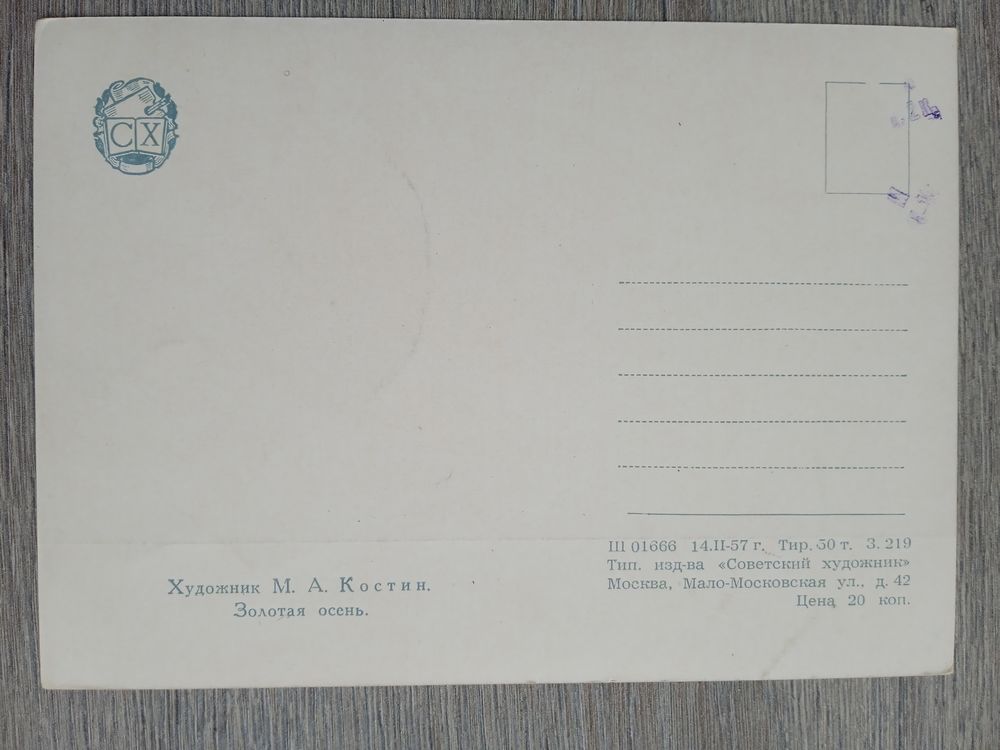 СХ
Художник М. А. Костин.
Золотая осень.
Ш 01666 14.II-57 г. Тир. 50 т. З. 219
Тип. изд-ва «Советский художник»
Москва, Мало-Московская ул., д. 42
Цена 20 коп.